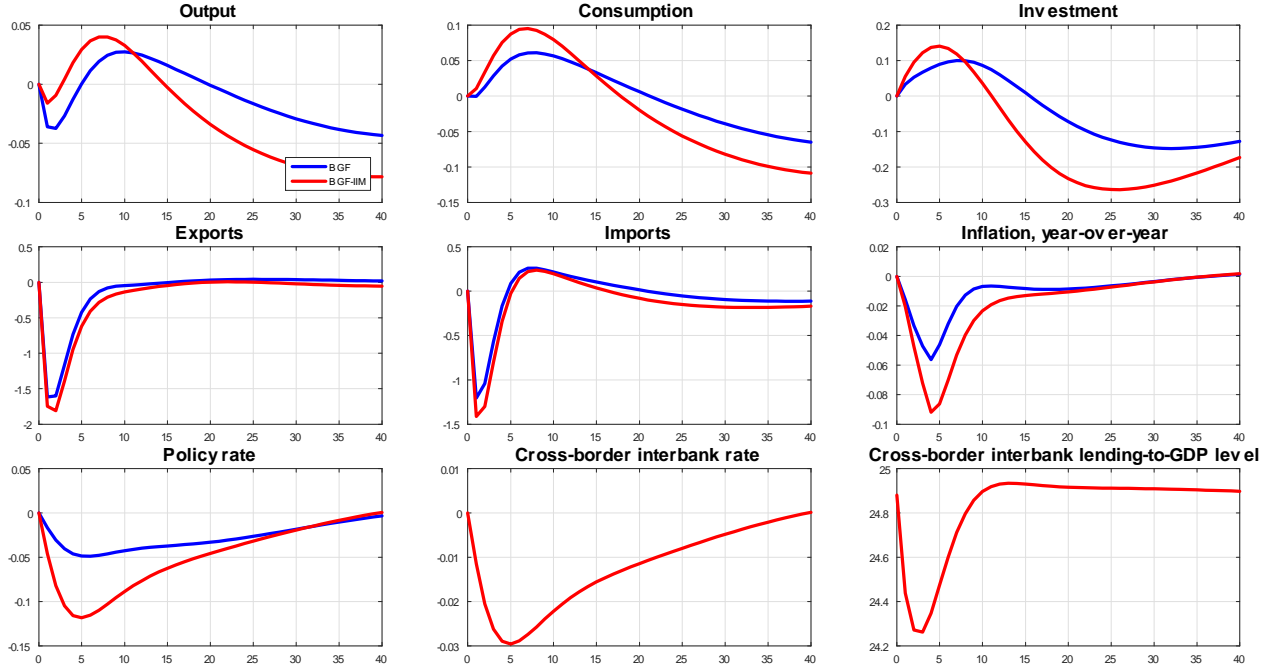 Output
0.05
0
-0.05
-0.1
0 5 10 15 20 25 30 35 40
BGF
BGF-IIM
Consumption
0.1
0.05
0
-0.05
-0.1
-0.15
0 5 10 15 20 25 30 35 40
Investment
0.2
0.1
0
-0.1
-0.2
-0.3
0 5 10 15 20 25 30 35 40
Exports
0.5
0
-0.5
-1
-1.5
-2
0 5 10 15 20 25 30 35 40
Imports
0.5
0
-0.5
-1
-1.5
0 5 10 15 20 25 30 35 40
Inflation, year-over-year
0.02
0
-0.02
-0.04
-0.06
-0.08
-0.1
0 5 10 15 20 25 30 35 40
Policy rate
0.05
0
-0.05
-0.1
-0.15
0 5 10 15 20 25 30 35 40
Cross-border interbank rate
0.01
0
-0.01
-0.02
-0.03
0 5 10 15 20 25 30 35 40
Cross-border interbank lending-to-GDP level
25
24.8
24.6
24.4
24.2
0 5 10 15 20 25 30 35 40